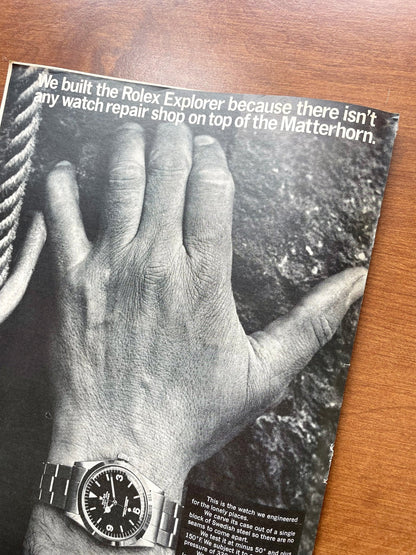 We built the Rolex Explorer because there isn't
any watch repair shop on top of the Matterhorn.
This is the watch we engineered
for the lonely places.
We carve its case out of a single
block of Swedish steel so there are no
seams to come apart.
We test it at minus 50° and plus
150°F. We subject it to a
pressure of